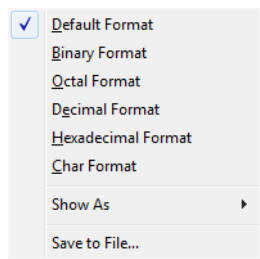 Default Format
Binary Format
Octal Format
Decimal Format
Hexadecimal Format
Char Format
Show As
Save to File...